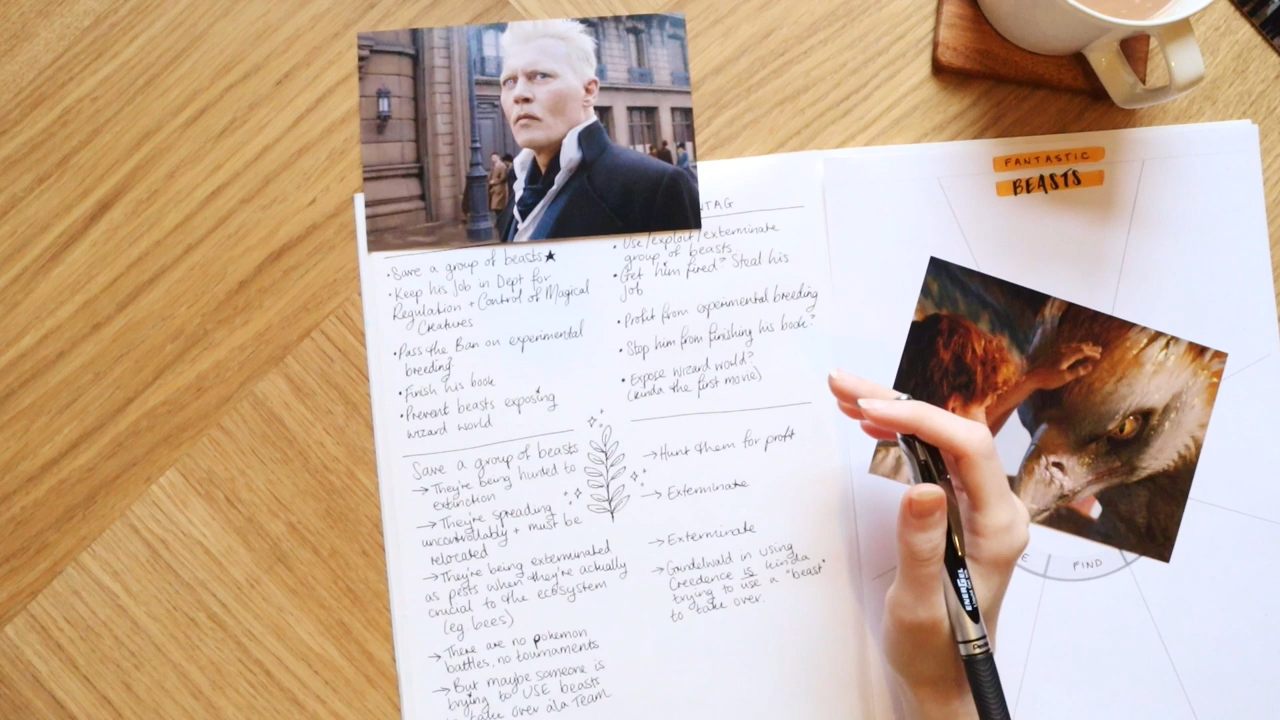 NTAG
• Save a group of beasts ★
• Keep his job in Dept for
Regulation + Control of Magical
Creatures
• Pass the Ban on experimental
breeding?
• Finish his book
• Prevent beasts exposing
wizard world
• Use/exploit/exterminate
group of beasts
• Get him fired? Steal his
job
• Profit from experimental breeding
• Stop him from finishing his book?
• Expose wizard world?
(kinda the first movie)
Save a group of beasts
→ They're being hunted to
extinction
→ They're spreading
uncontrollably + must be
relocated
→ They're being exterminated
as pests when they're actually
crucial to the ecosystem
(eg bees)
→ There are no pokemon
battles, no tournaments
→ But maybe someone is
trying to USE beasts
to take over ala Team
→ Hunt them for profit
→ Exterminate
→ Exterminate
→ Grindelwald in using
Creedence is kinda
trying to use a "beast"
to take over.
FANTASTIC
BEASTS
E
FIND
ENERGEL
Pentel